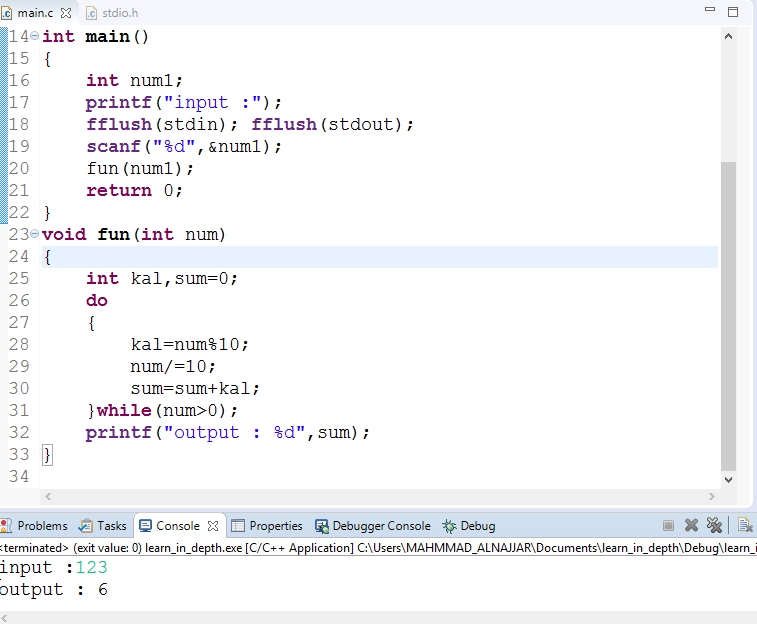 main.c stdio.h
14 int main()
15 {
16 int num1;
17 printf("input :");
18 fflush(stdin); fflush(stdout);
19 scanf("%d",&num1);
20 fun(num1);
21 return 0;
22 }
23 void fun(int num)
24 {
25 int kal,sum=0;
26 do
27 {
28 kal=num%10;
29 num/=10;
30 sum=sum+kal;
31 }while(num>0);
32 printf("output : %d",sum);
33 }
34
Problems Tasks Console Properties Debugger Console Debug
<terminated> (exit value: 0) learn_in_depth.exe [C/C++ Application] C:\Users\MAHMMAD_ALNAJJAR\Documents\learn_in_depth\Debug\learn_i
input :123
output : 6